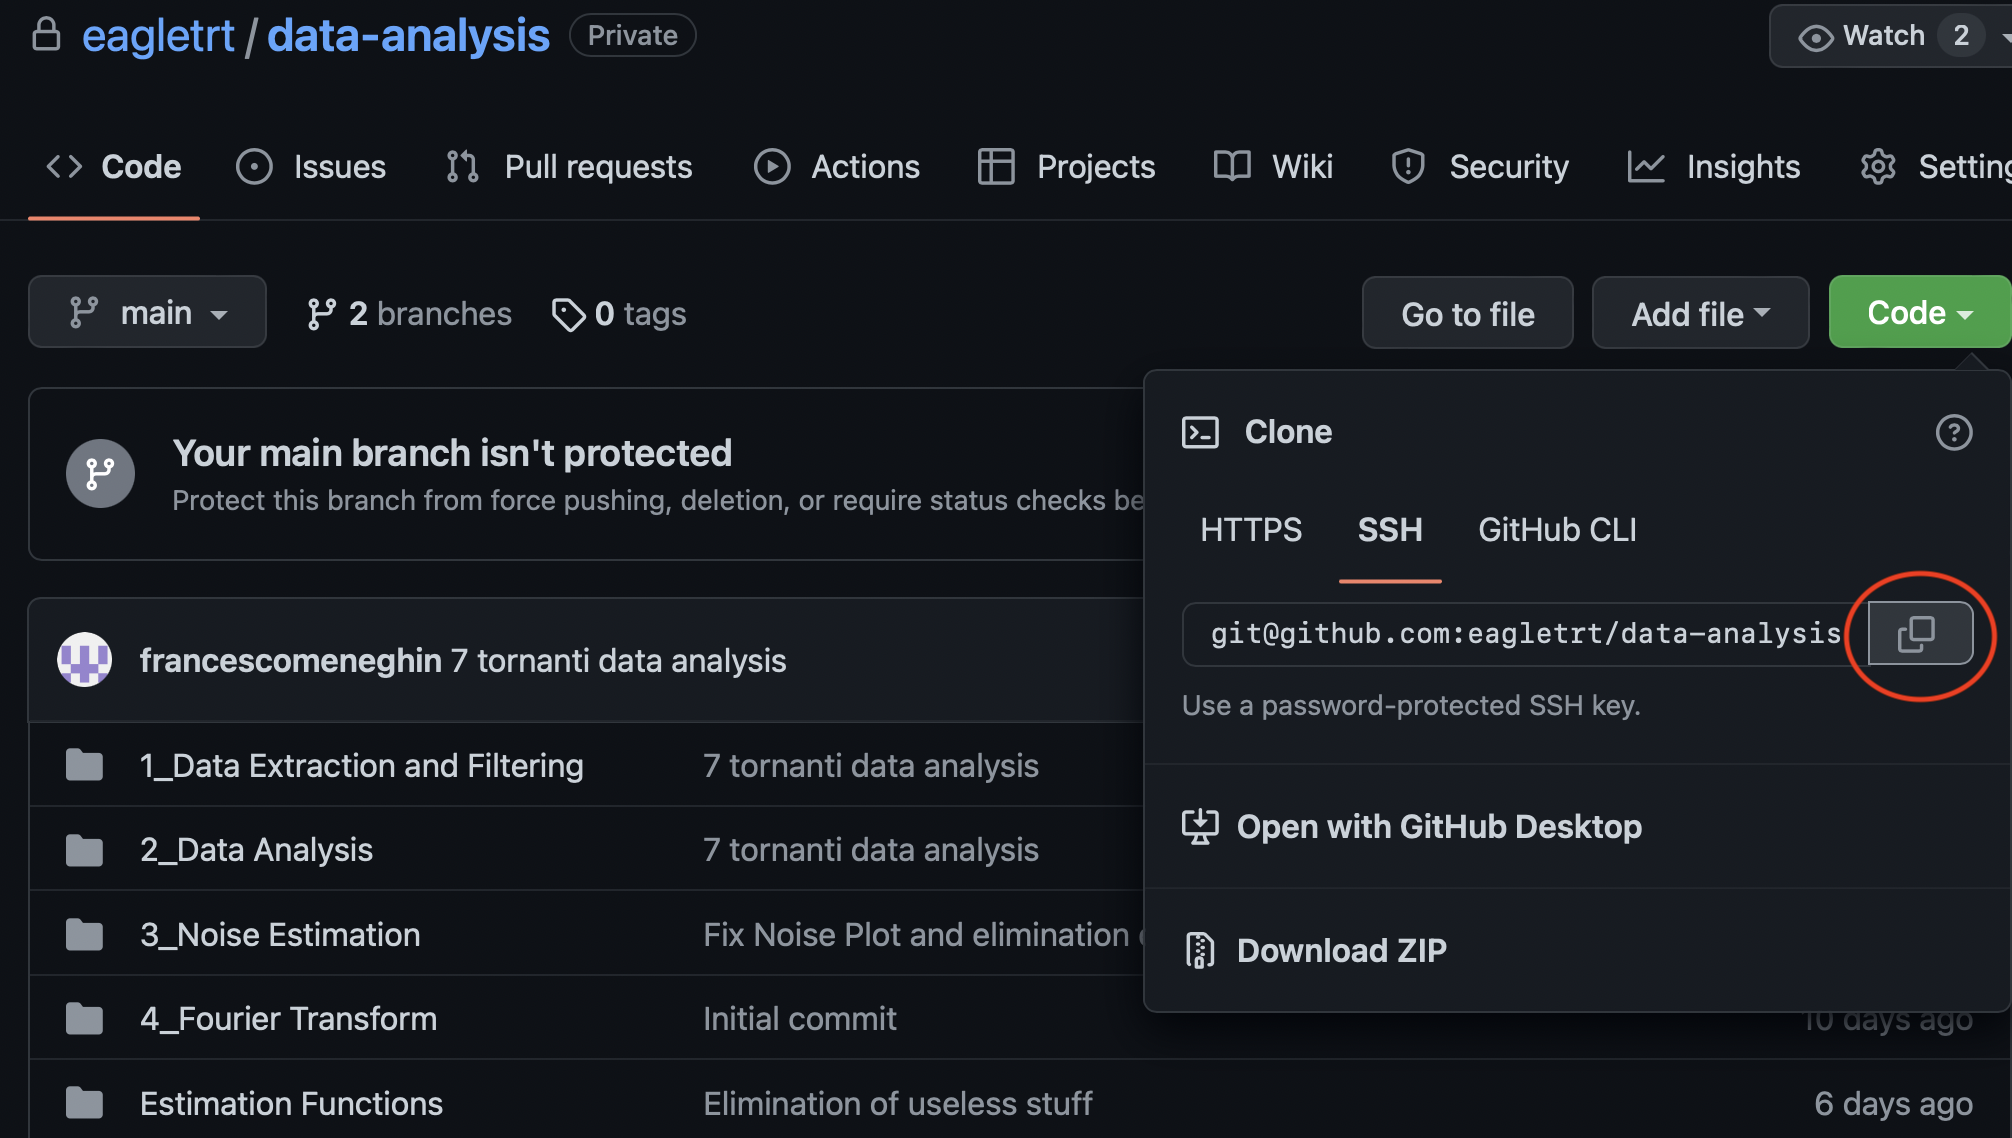 eagletrt / data-analysis Private Watch 2
Code Issues Pull requests Actions Projects Wiki Security Insights
main 2 branches 0 tags Go to file Add file Code
Clone
Your main branch isn't protected
Protect this branch from force pushing, deletion, or require status checks
HTTPS SSH GitHub CLI
git@github.com:eagletrt/data-analysis
Use a password-protected SSH key.
francescomeneghin 7 tornanti data analysis
1_Data Extraction and Filtering 7 tornanti data analysis
Open with GitHub Desktop
2_Data Analysis 7 tornanti data analysis
3_Noise Estimation Fix Noise Plot and elimination
Download ZIP
4_Fourier Transform Initial commit 10 days ago
Estimation Functions Elimination of useless stuff 6 days ago